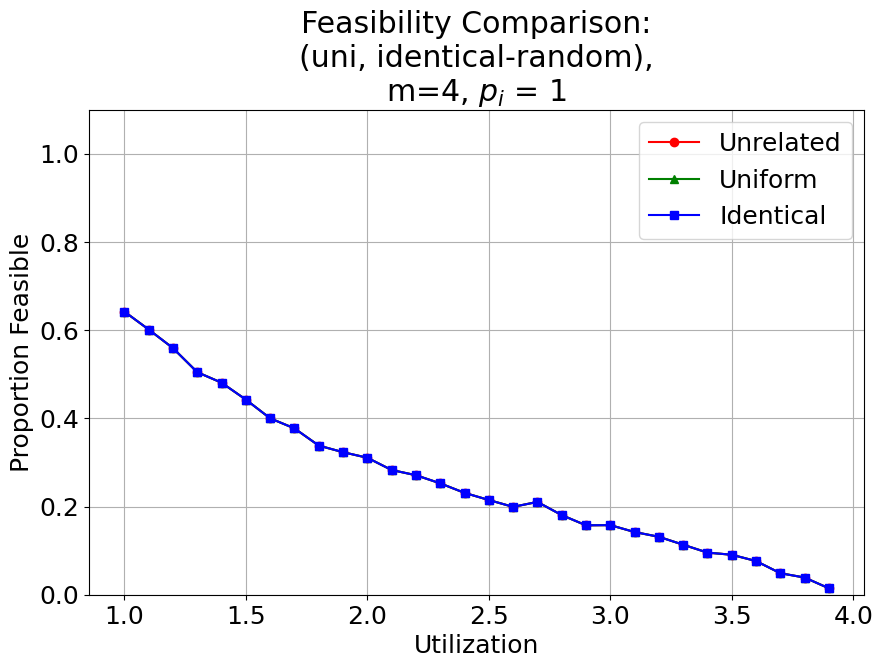 Feasibility Comparison:
(uni, identical-random),
m=4, $p_i$ = 1
Unrelated
Uniform
Identical
Proportion Feasible
1.0
0.8
0.6
0.4
0.2
0.0
1.0 1.5 2.0 2.5 3.0 3.5 4.0
Utilization